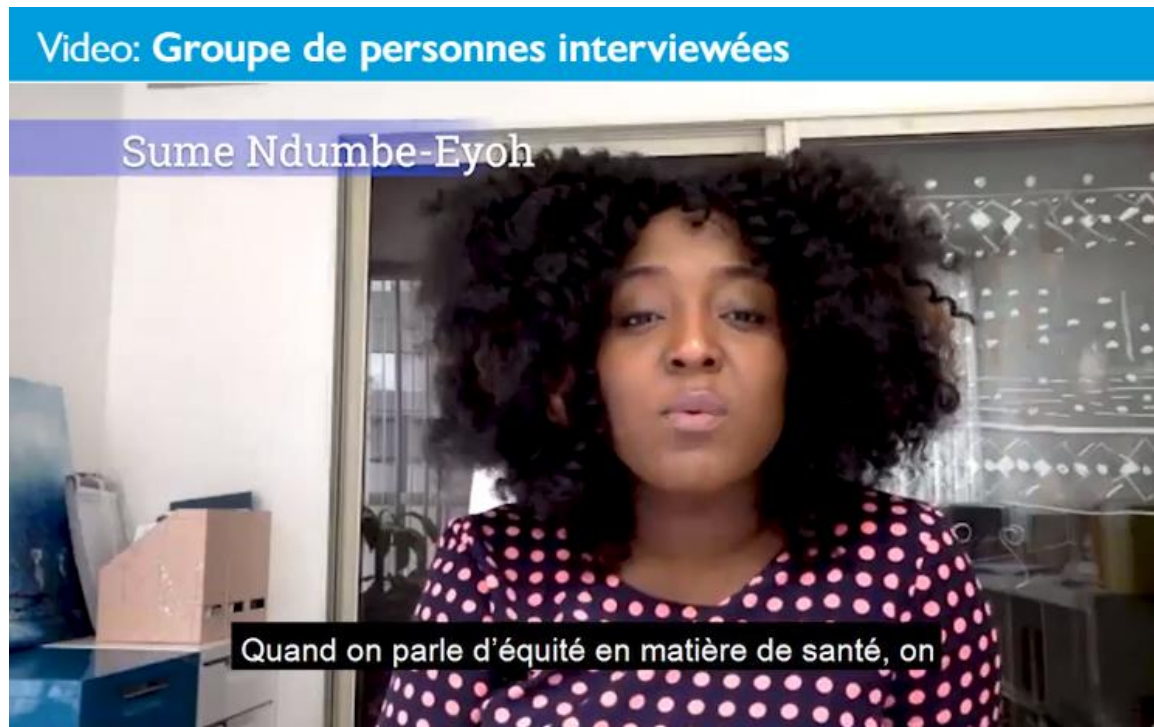 Video: Groupe de personnes interviewées
Sume Ndumbe-Eyoh
Quand on parle d’équité en matière de santé, on